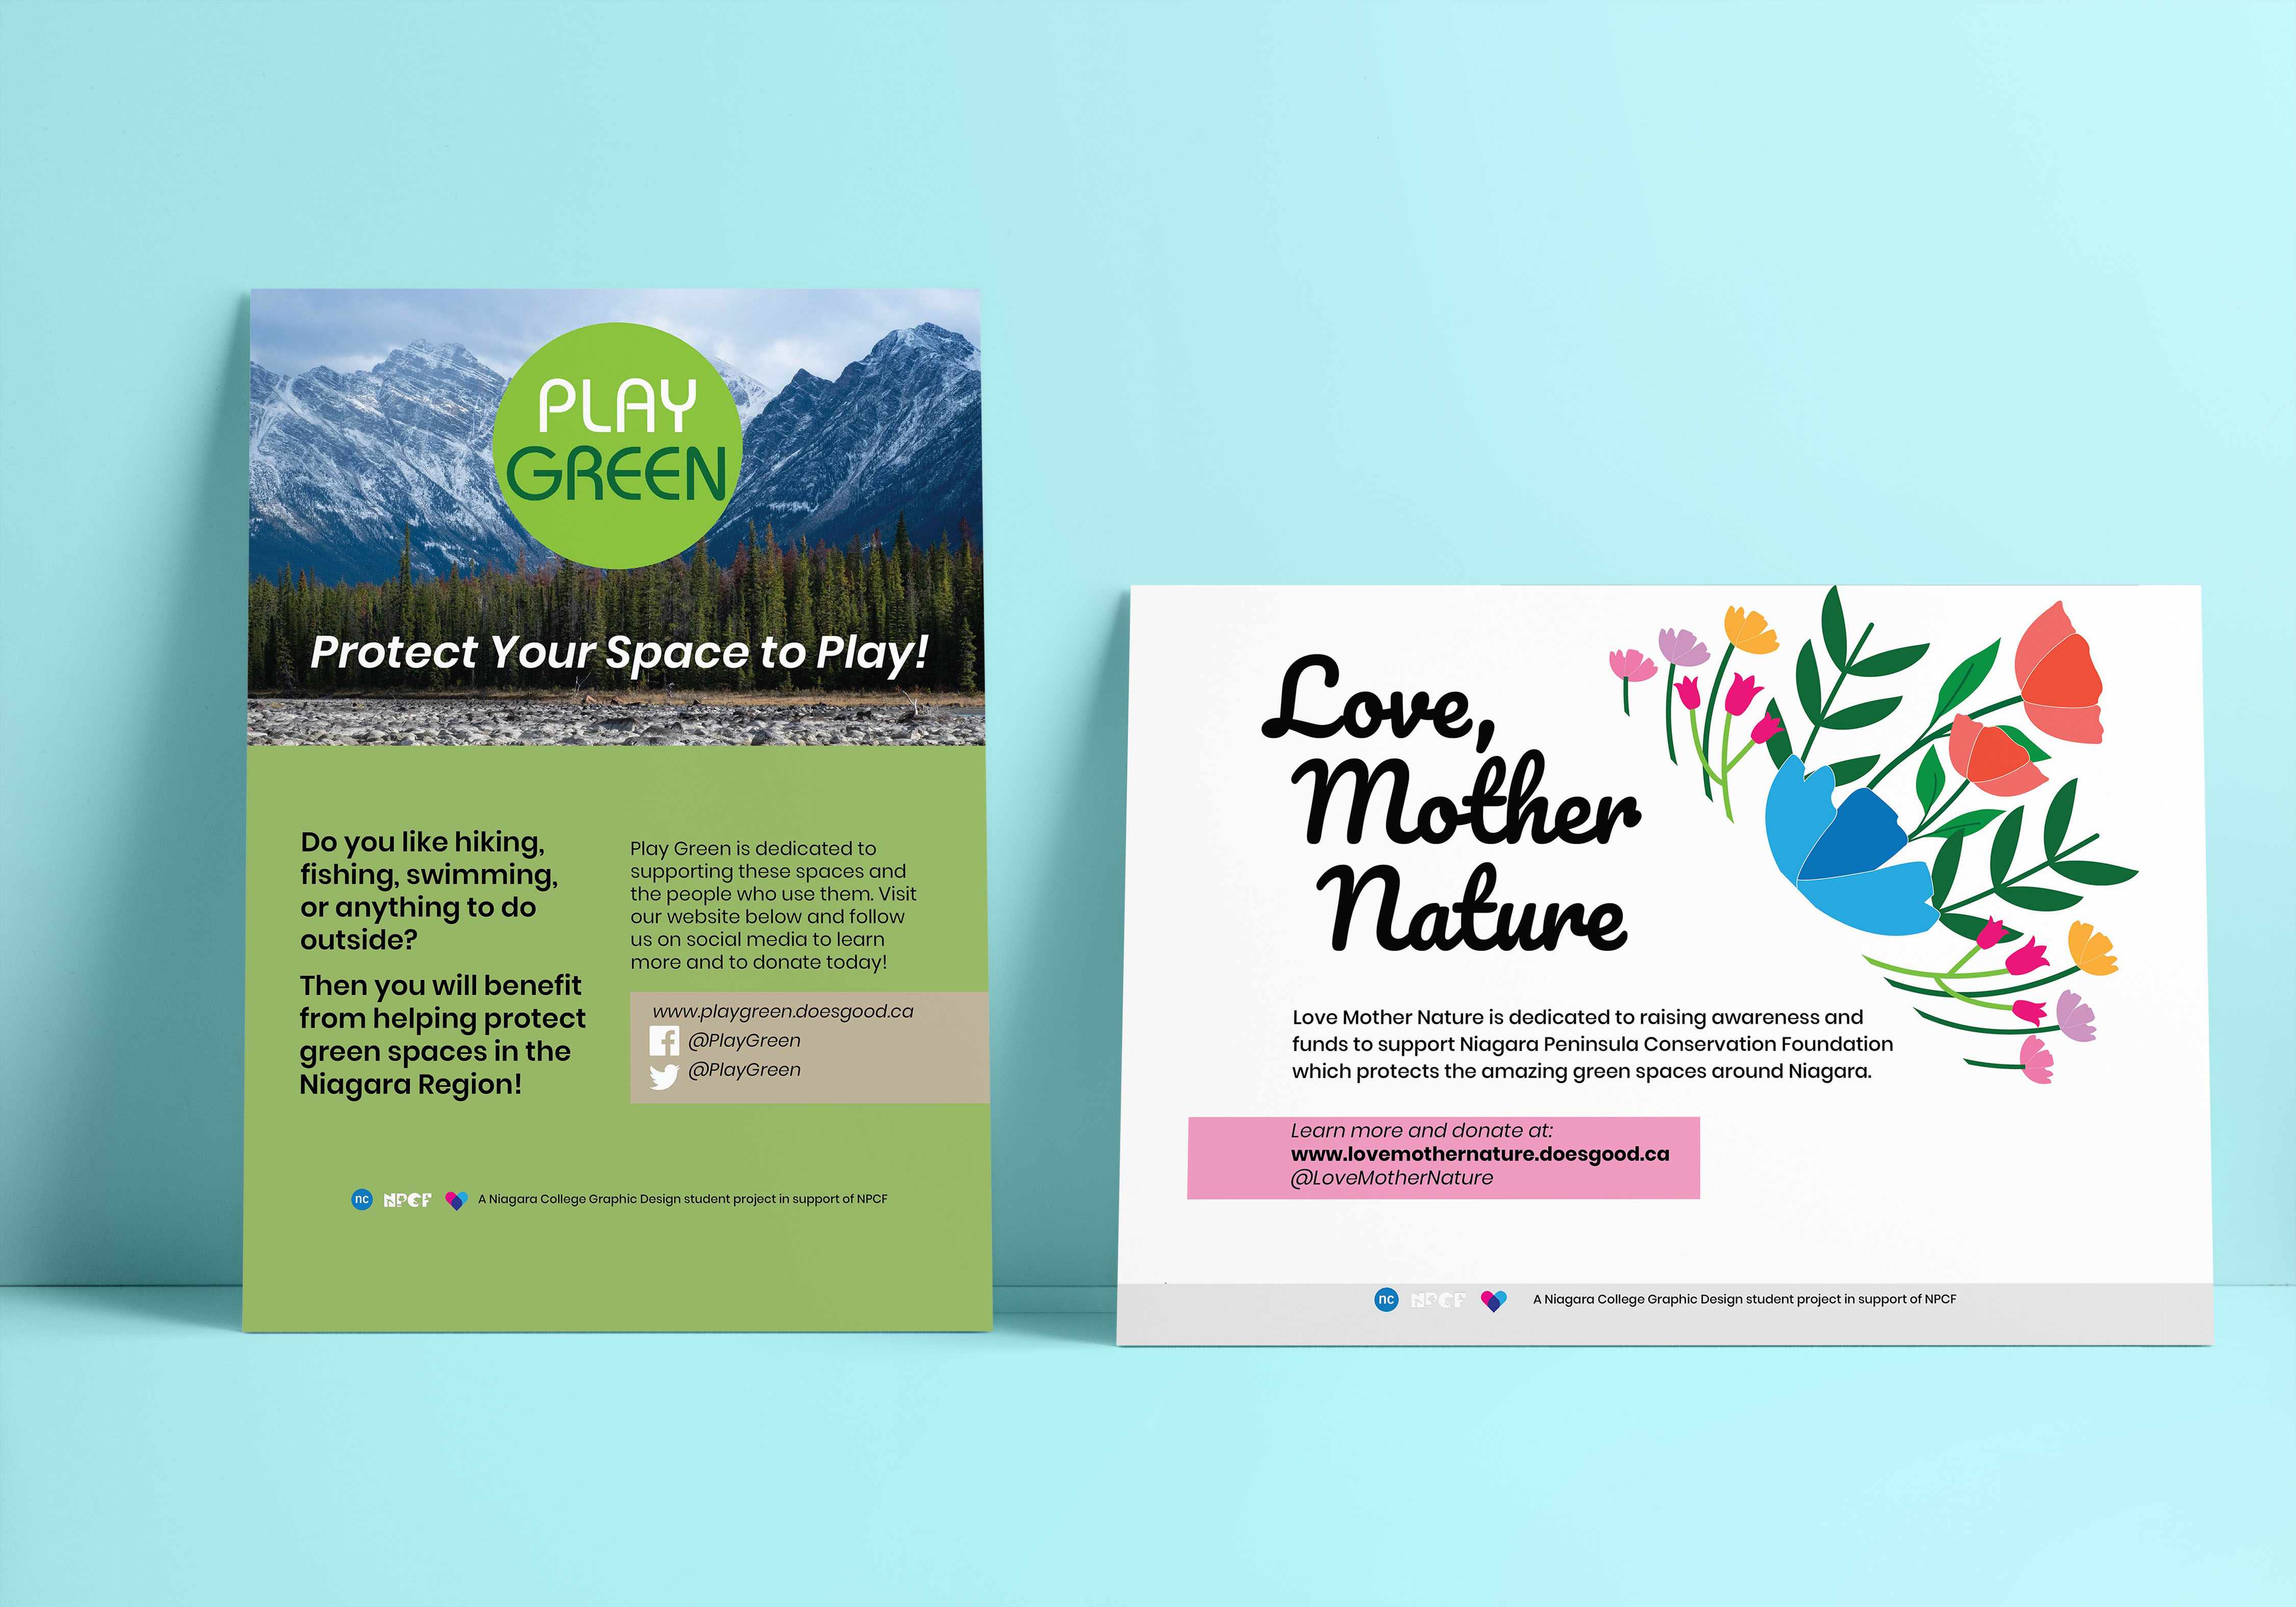 PLAY
GREEN
Protect Your Space to Play!
Do you like hiking,
fishing, swimming,
or anything to do
outside?
Then you will benefit
from helping protect
green spaces in the
Niagara Region!
Play Green is dedicated to
supporting these spaces and
the people who use them. Visit
our website below and follow
us on social media to learn
more and to donate today!
www.playgreen.doesgood.ca
@PlayGreen
@PlayGreen
nc NPCF A Niagara College Graphic Design student project in support of NPCF
Love,
Mother
Nature
Love Mother Nature is dedicated to raising awareness and
funds to support Niagara Peninsula Conservation Foundation
which protects the amazing green spaces around Niagara.
Learn more and donate at:
www.lovemothernature.doesgood.ca
@LoveMotherNature
nc NPCF A Niagara College Graphic Design student project in support of NPCF